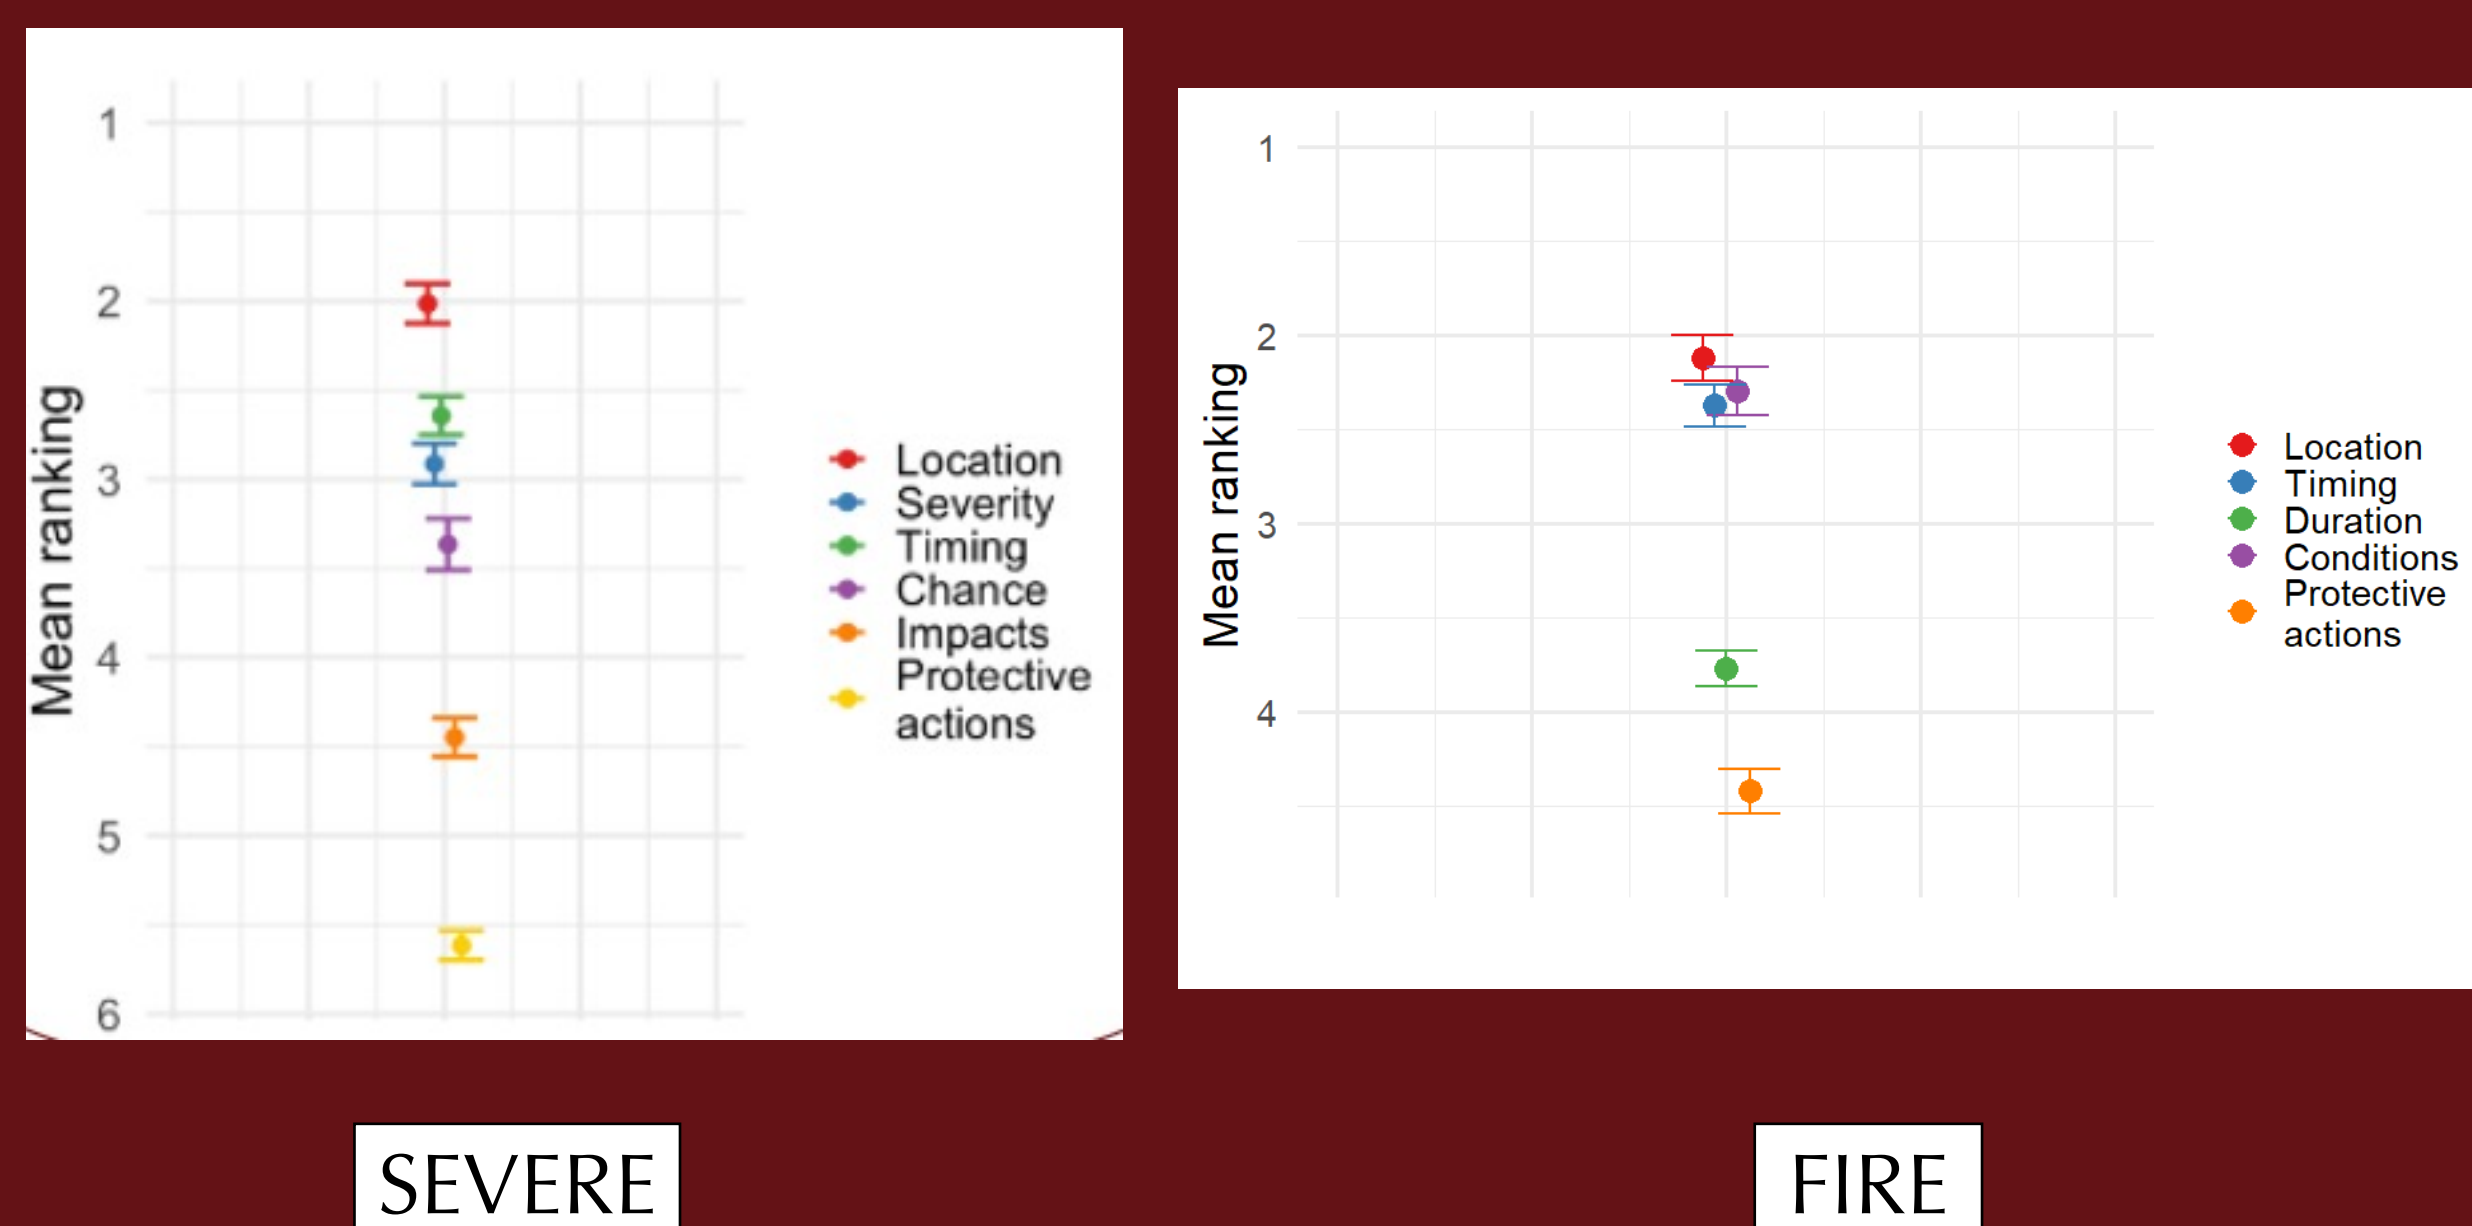 1
2
3
4
5
6
Mean ranking
Location
Severity
Timing
Chance
Impacts
Protective
actions
SEVERE
1
2
3
4
Mean ranking
Location
Timing
Duration
Conditions
Protective
actions
FIRE